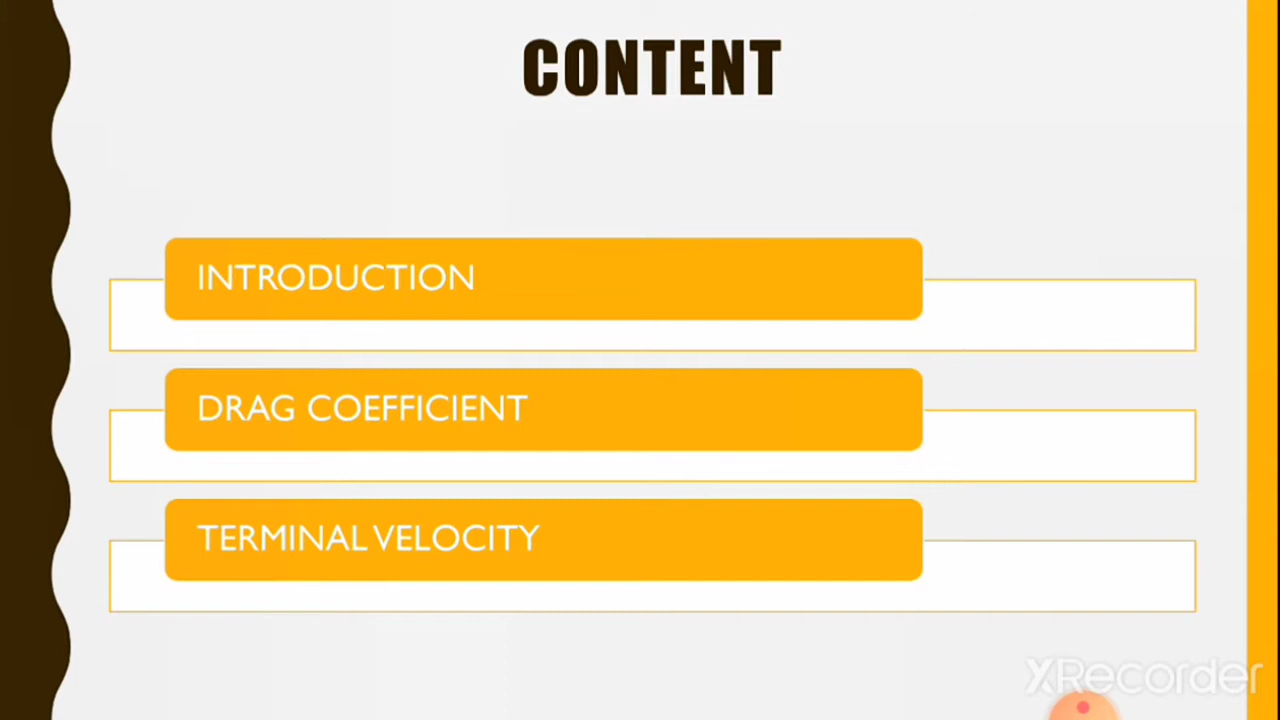 CONTENT
INTRODUCTION
DRAG COEFFICIENT
TERMINAL VELOCITY
XRecorder